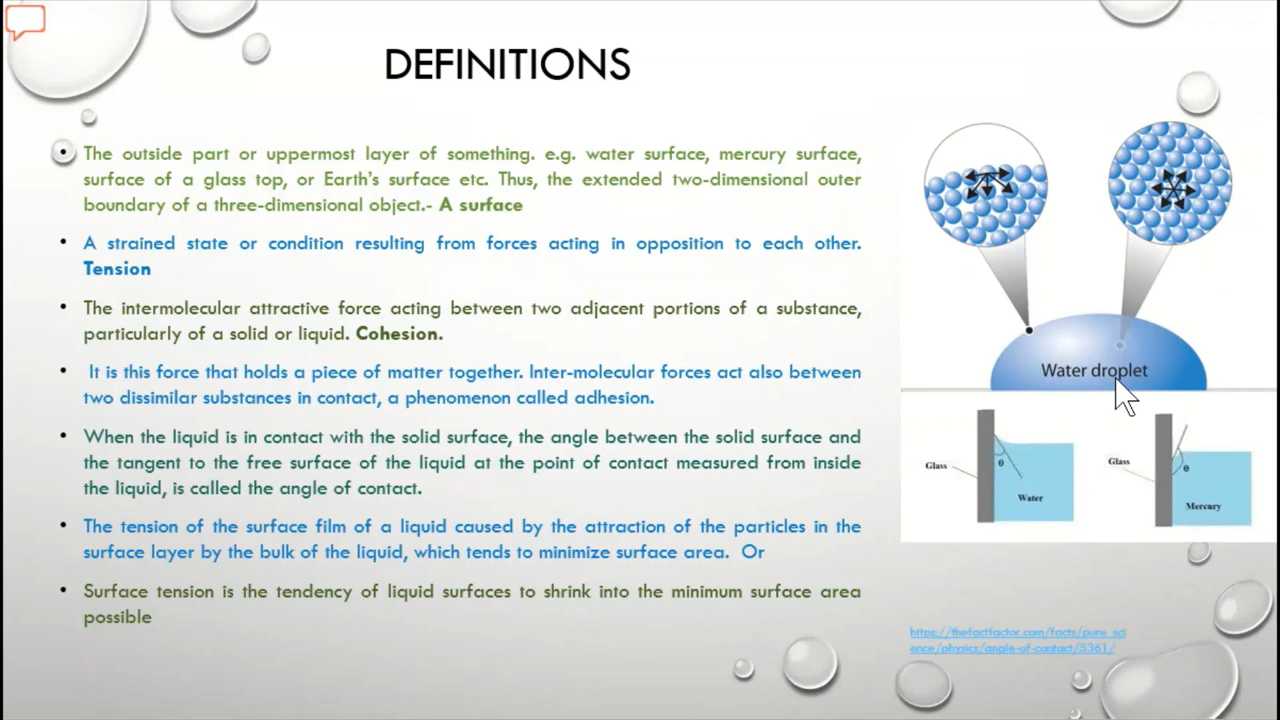 DEFINITIONS
• The outside part or uppermost layer of something. e.g. water surface, mercury surface,
surface of a glass top, or Earth's surface etc. Thus, the extended two-dimensional outer
boundary of a three-dimensional object.- A surface
• A strained state or condition resulting from forces acting in opposition to each other.
Tension
• The intermolecular attractive force acting between two adjacent portions of a substance,
particularly of a solid or liquid. Cohesion.
• It is this force that holds a piece of matter together. Inter-molecular forces act also between
two dissimilar substances in contact, a phenomenon called adhesion.
• When the liquid is in contact with the solid surface, the angle between the solid surface and
the tangent to the free surface of the liquid at the point of contact measured from inside
the liquid, is called the angle of contact.
• The tension of the surface film of a liquid caused by the attraction of the particles in the
surface layer by the bulk of the liquid, which tends to minimize surface area. Or
• Surface tension is the tendency of liquid surfaces to shrink into the minimum surface area
possible
Water droplet
Glass
θ
Water
Glass
θ
Mercury
https://thefactfactor.com/facts/pure_sci
ence/physics/angle-of-contact/5361/